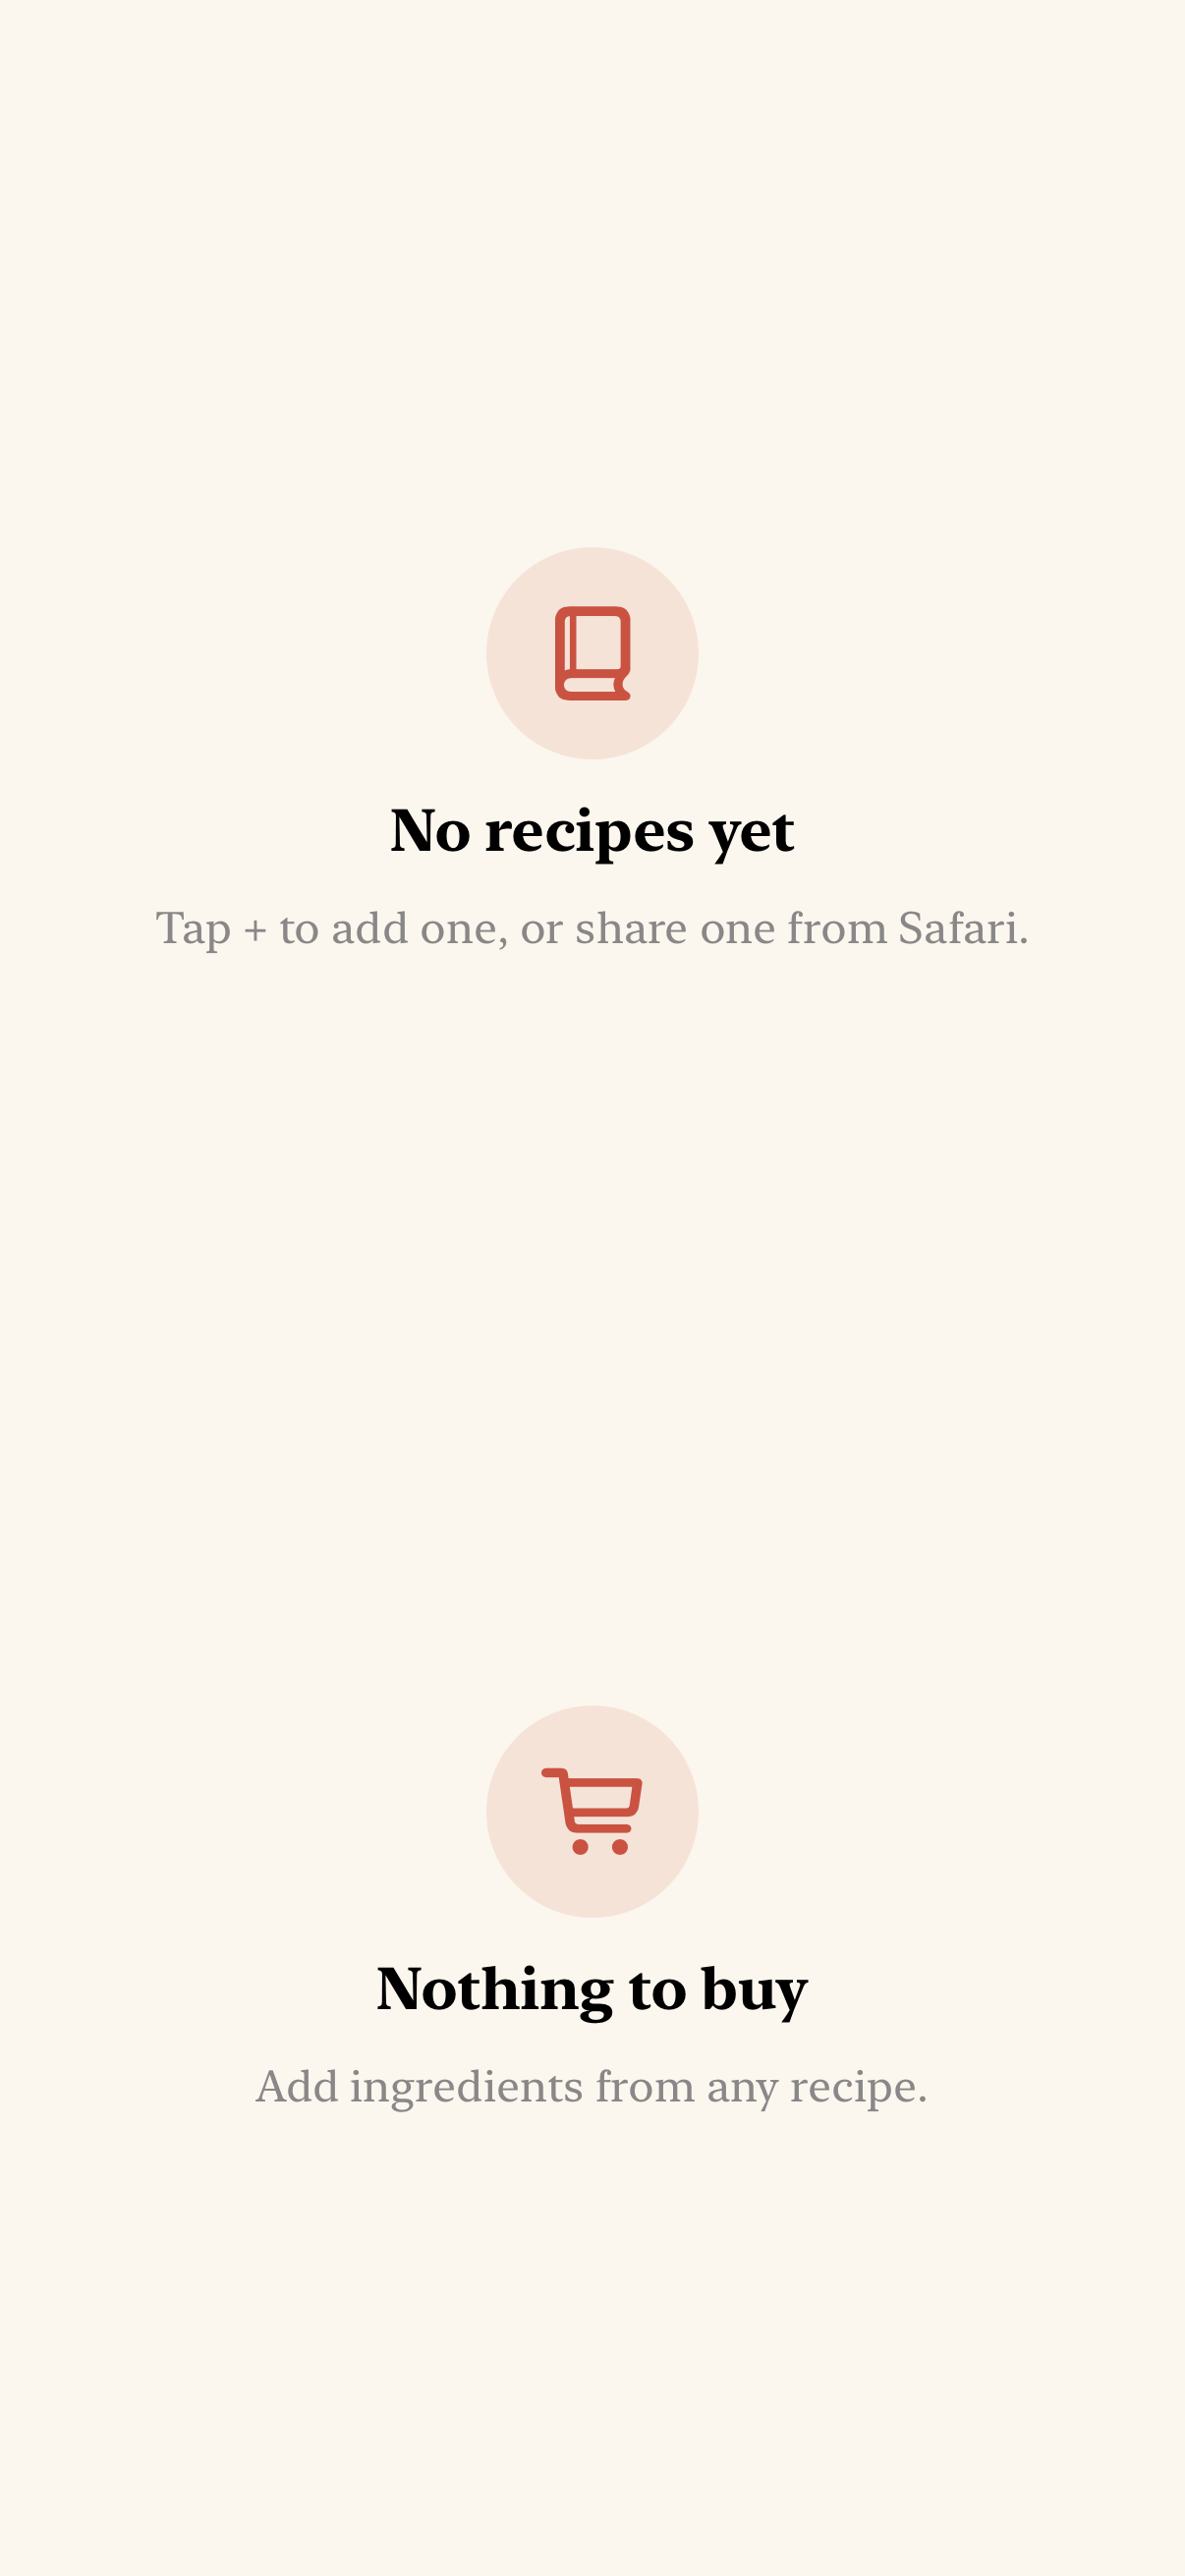 No recipes yet
Tap + to add one, or share one from Safari.
Nothing to buy
Add ingredients from any recipe.